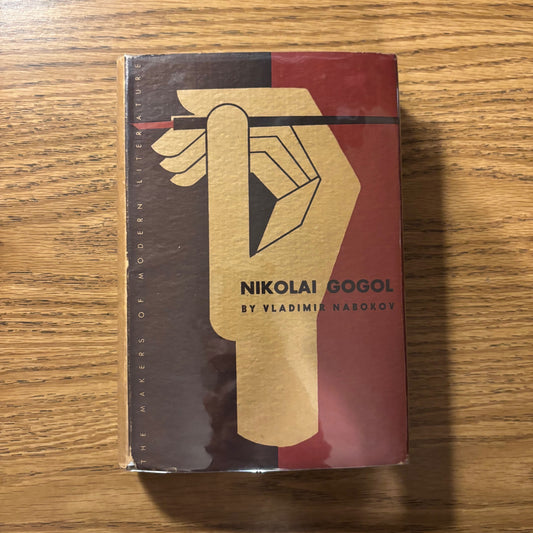 THE MAKERS OF MODERN LITERATURE
NIKOLAI GOGOL
BY VLADIMIR NABOKOV